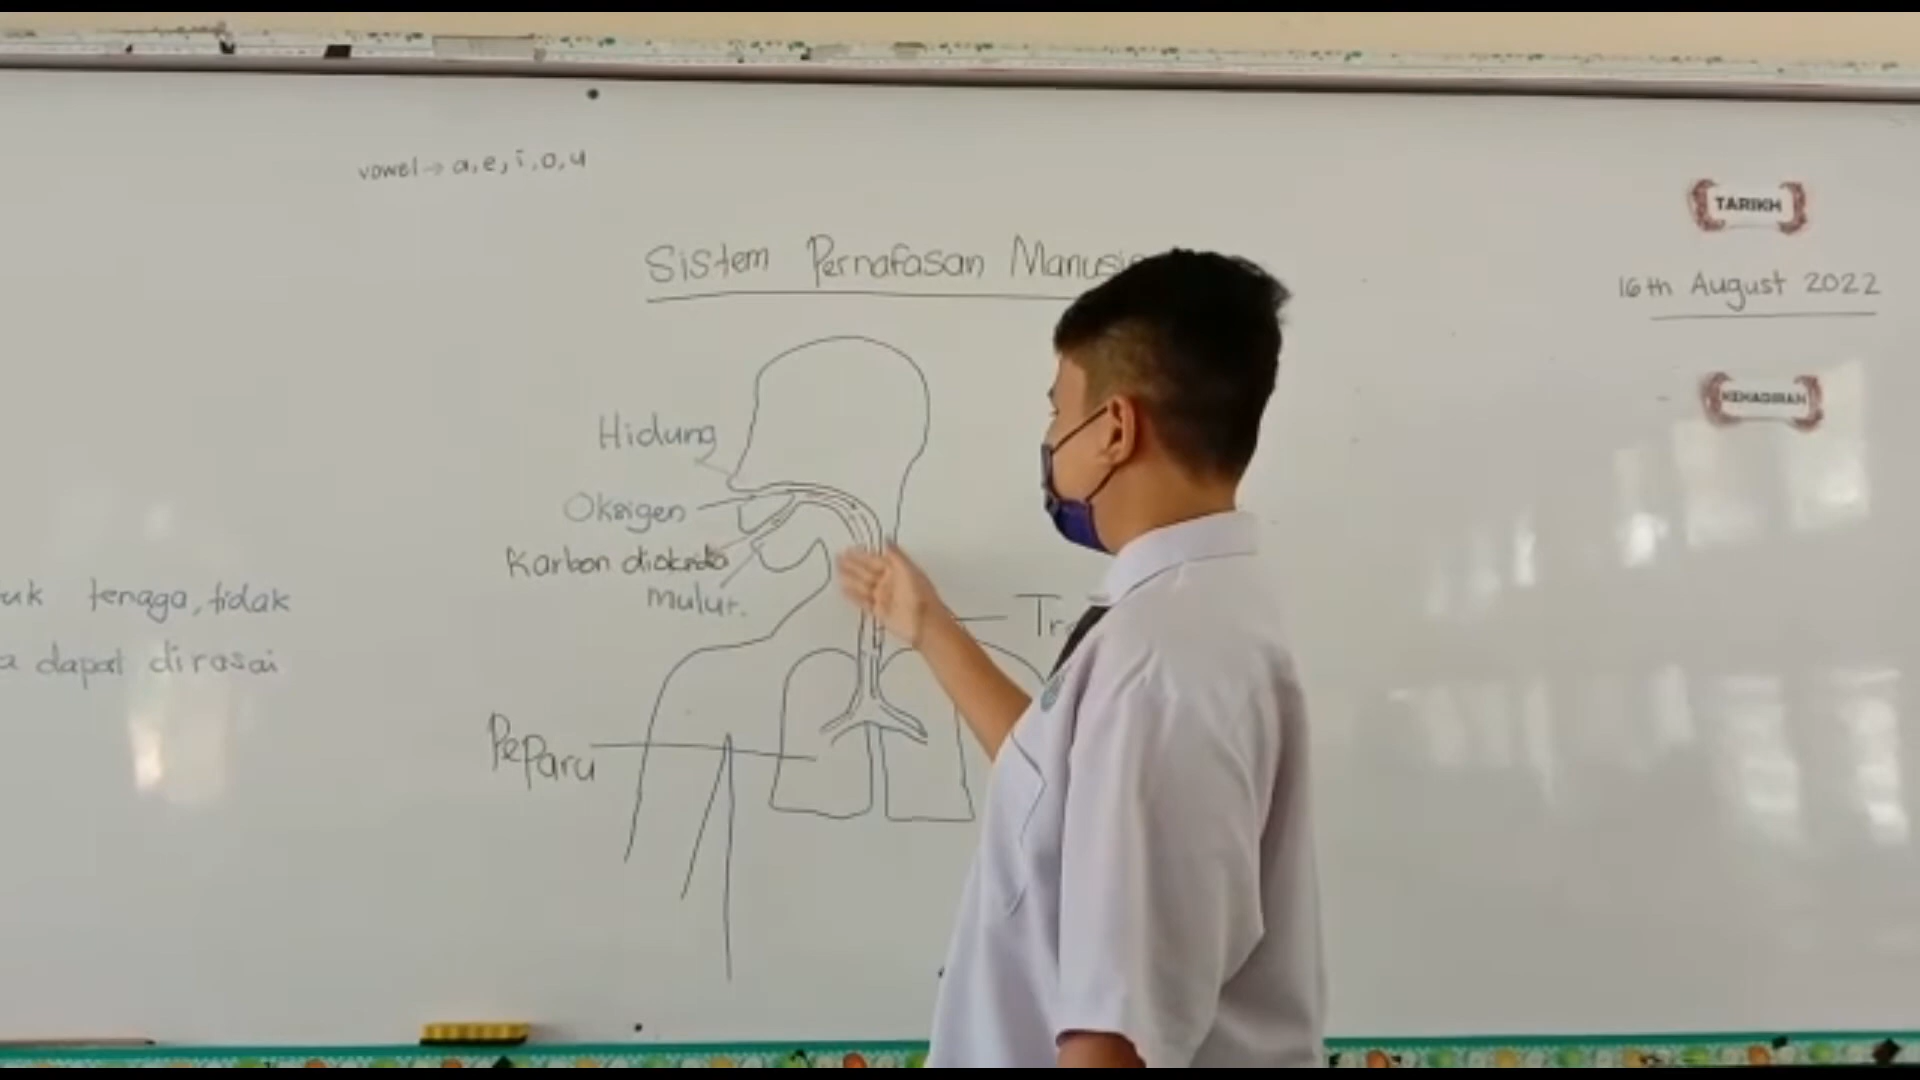 vowel → a, e, i, o, u
TARIKH
16th August 2022
KEHADIRAN
Sistem Pernafasan Manusia
Hidung
Oksigen
Karbon dioksida
mulut.
uk tenaga, tidak
a dapat dirasai
Tr
Peparu